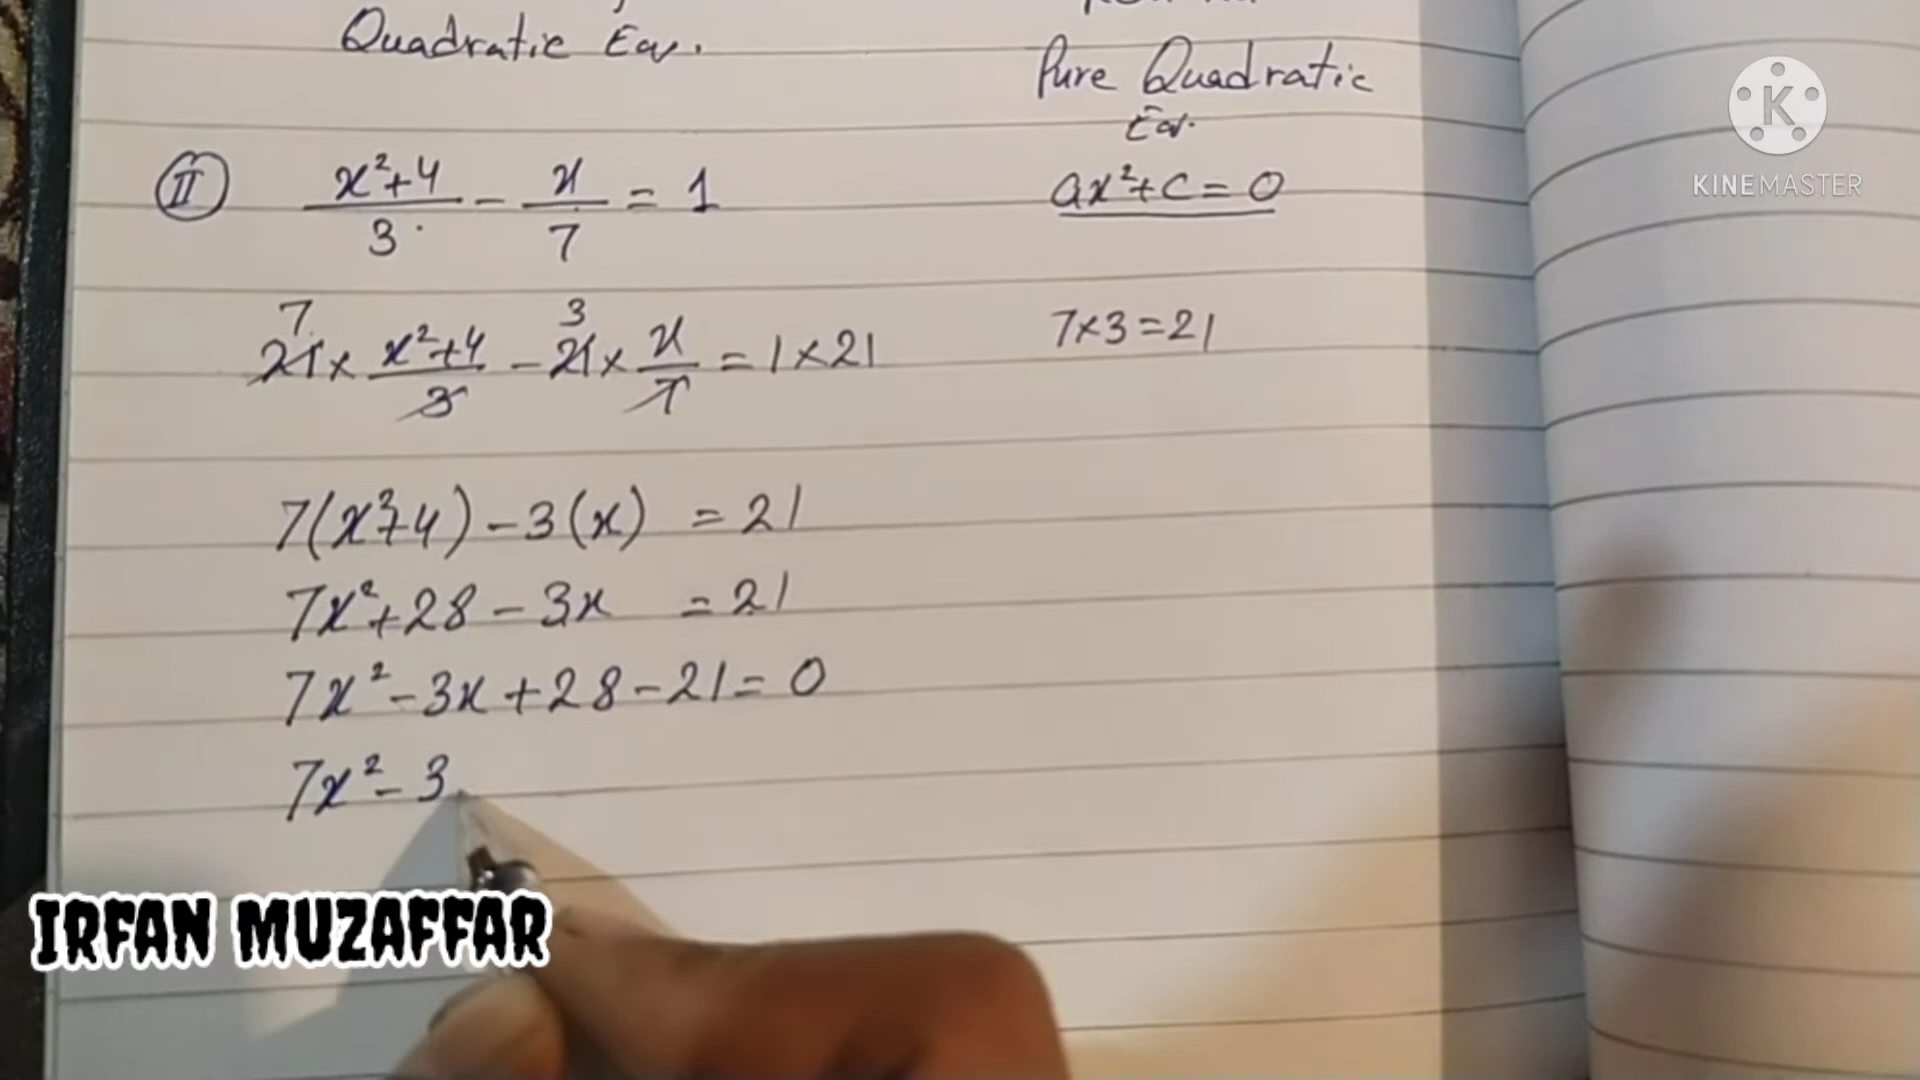 Quadratic Eq.
Pure Quadratic
Eq.
ax²+c=0
II x²+4/3 - x/7 = 1
7 3
21× x²+4/3 - 21× x/7 = 1×21
7×3=21
7(x²+4)-3(x) = 21
7x²+28-3x = 21
7x²-3x+28-21=0
7x²-3
K
KINEMASTER
IRFAN MUZAFFAR